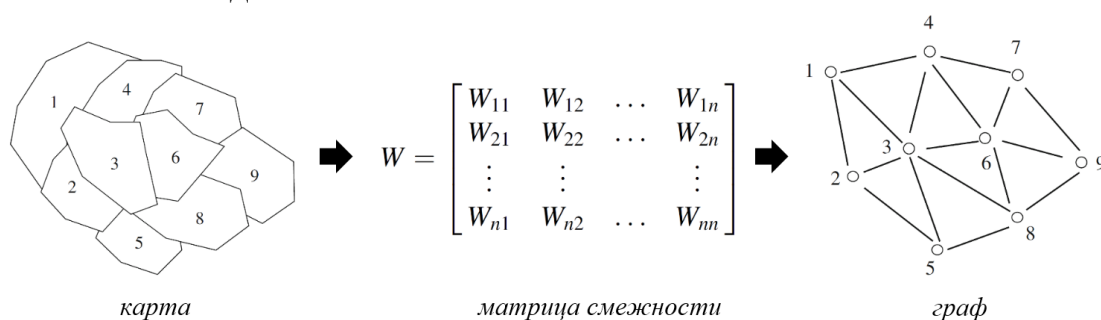 1
4
7
3
6
2
9
8
5
W = [ W₁₁ W₁₂ … W₁ₙ
W₂₁ W₂₂ … W₂ₙ
⋮ ⋮ ⋮
Wₙ₁ Wₙ₂ … Wₙₙ ]
4
1
7
3
6
2
9
8
5
карта
матрица смежности
граф